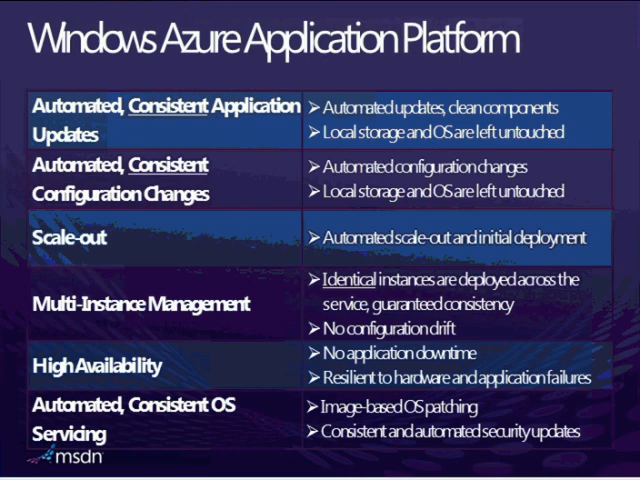 Windows Azure Application Platform
Automated, Consistent Application
Updates
➢ Automated updates, clean components
➢ Local storage and OS are left untouched
Automated, Consistent
Configuration Changes
➢ Automated configuration changes
➢ Local storage and OS are left untouched
Scale-out
➢ Automated scale-out and initial deployment
Multi-Instance Management
➢ Identical instances are deployed across the
service, guaranteed consistency
➢ No configuration drift
High Availability
➢ No application downtime
➢ Resilient to hardware and application failures
Automated, Consistent OS
Servicing
➢ Image-based OS patching
➢ Consistent and automated security updates
msdn